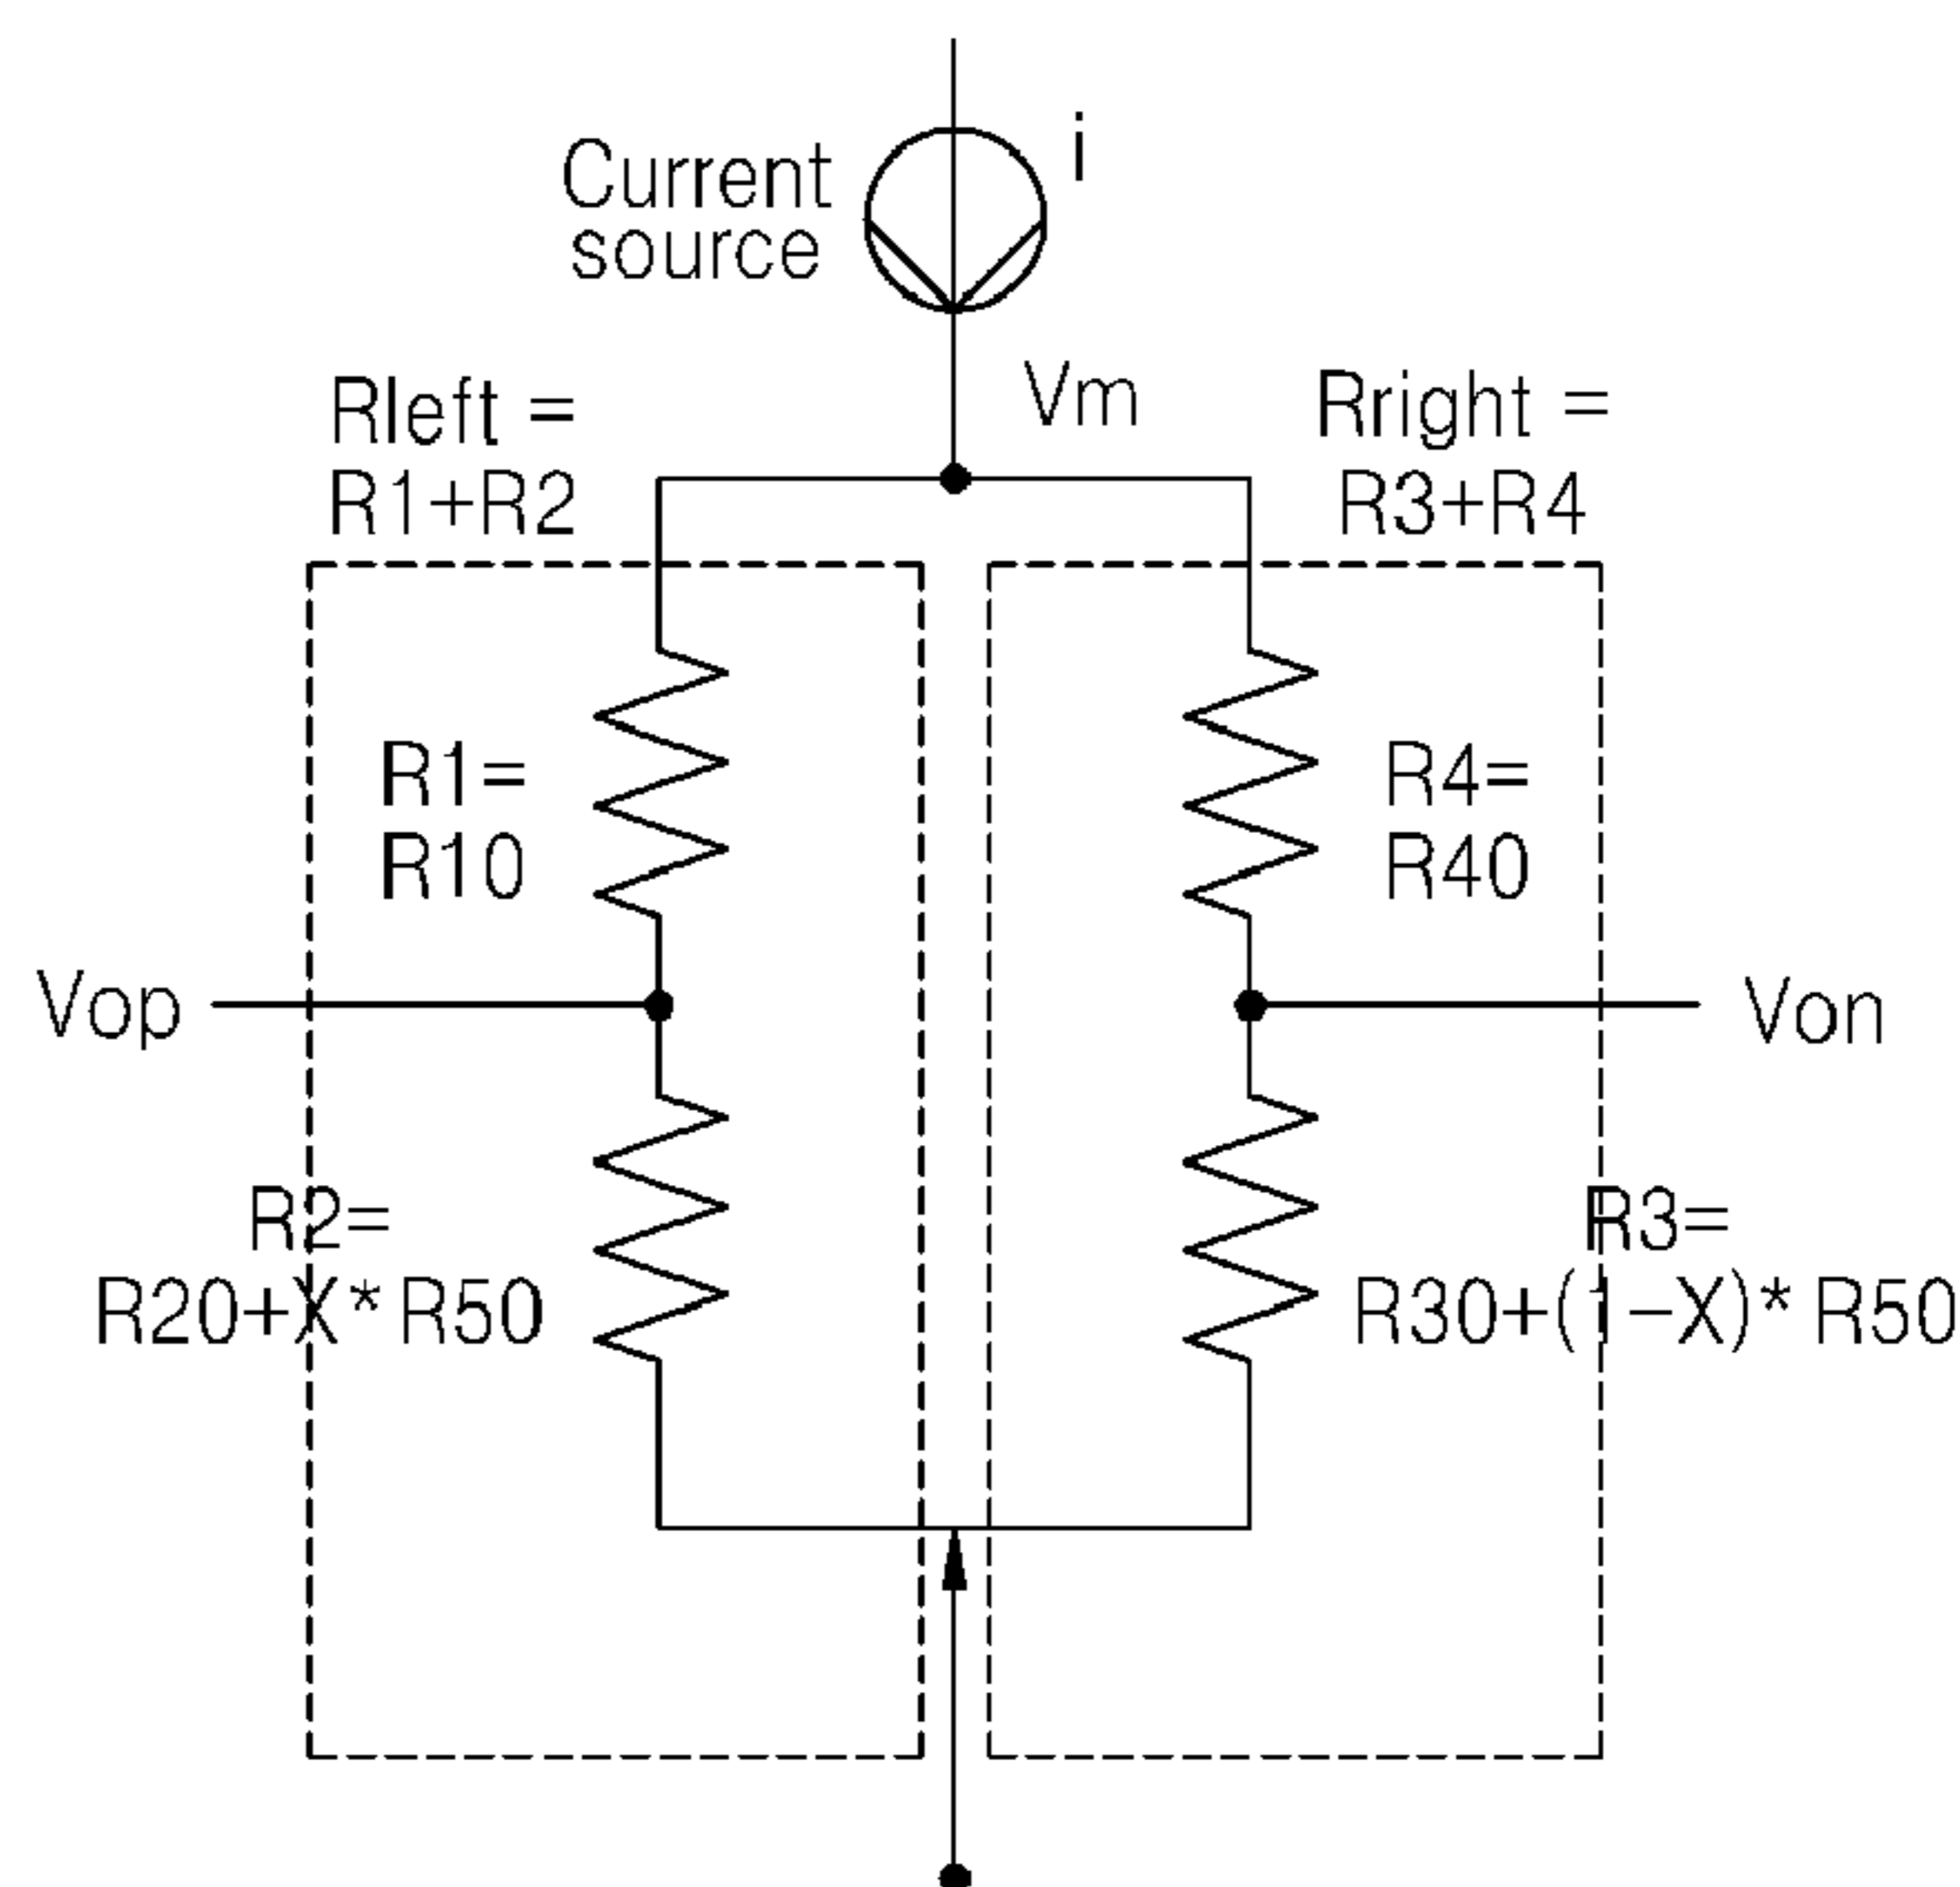 Current
source
i
Vm
Rleft =
R1+R2
Rright =
R3+R4
R1=
R10
R4=
R40
Vop
Von
R2=
R20+X*R50
R3=
R30+(1-X)*R50